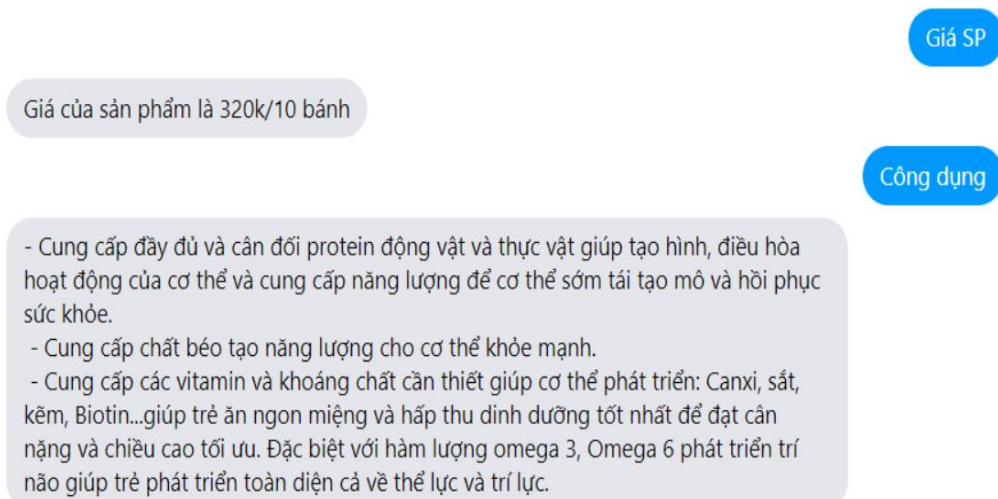 Giá SP
Giá của sản phẩm là 320k/10 bánh
Công dụng
- Cung cấp đầy đủ và cân đối protein động vật và thực vật giúp tạo hình, điều hòa
hoạt động của cơ thể và cung cấp năng lượng để cơ thể sớm tái tạo mô và hồi phục
sức khỏe.
- Cung cấp chất béo tạo năng lượng cho cơ thể khỏe mạnh.
- Cung cấp các vitamin và khoáng chất cần thiết giúp cơ thể phát triển: Canxi, sắt,
kẽm, Biotin...giúp trẻ ăn ngon miệng và hấp thu dinh dưỡng tốt nhất để đạt cân
nặng và chiều cao tối ưu. Đặc biệt với hàm lượng omega 3, Omega 6 phát triển trí
não giúp trẻ phát triển toàn diện cả về thể lực và trí lực.